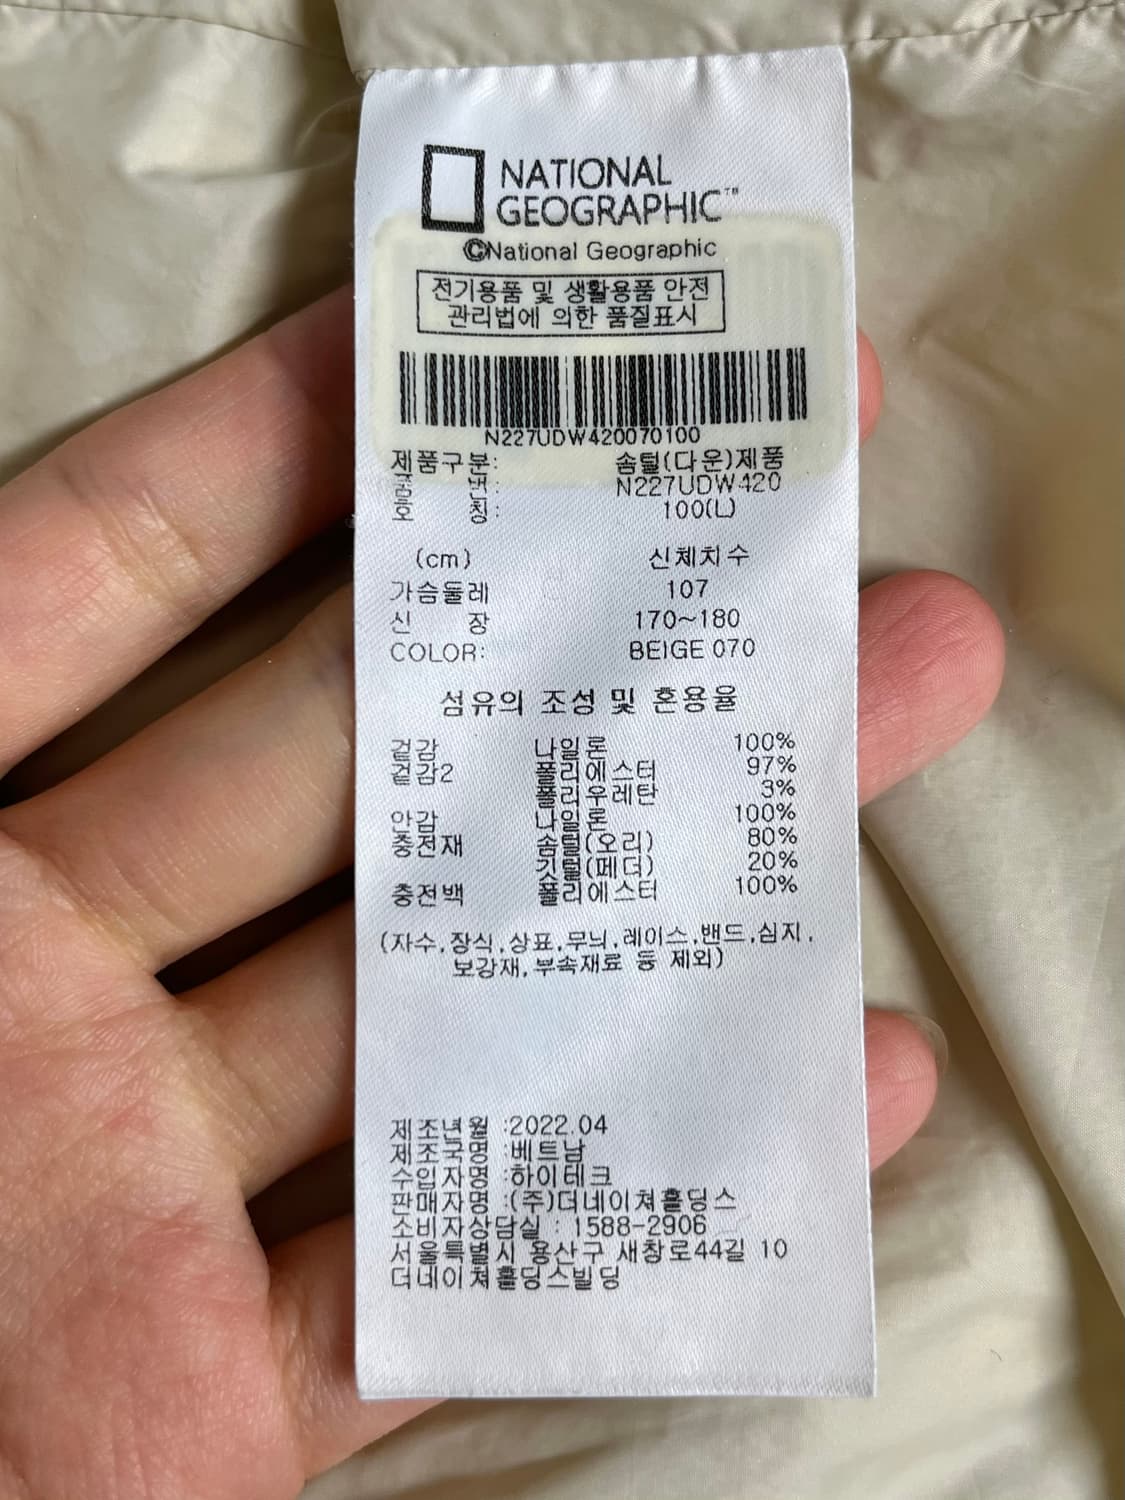 NATIONAL
GEOGRAPHIC™
©National Geographic
전기용품 및 생활용품 안전
관리법에 의한 품질표시
N227UDW420070100
제품구분: 솜털(다운)제품
품 번: N227UDW420
호 칭: 100(L)
(cm) 신체치수
가슴둘레 107
신 장 170~180
COLOR: BEIGE 070
섬유의 조성 및 혼용율
겉감 나일론 100%
겉감2 폴리에스터 97%
폴리우레탄 3%
안감 나일론 100%
충전재 솜털(오리) 80%
깃털(페더) 20%
충전백 폴리에스터 100%
(자수,장식,상표,무늬,레이스,밴드,심지,
보강재,부속재료 등 제외)
제조년월 :2022.04
제조국명 :베트남
수입자명 :하이테크
판매자명 :(주)더네이쳐홀딩스
소비자상담실 : 1588-2906
서울특별시 용산구 새창로44길 10
더네이쳐홀딩스빌딩